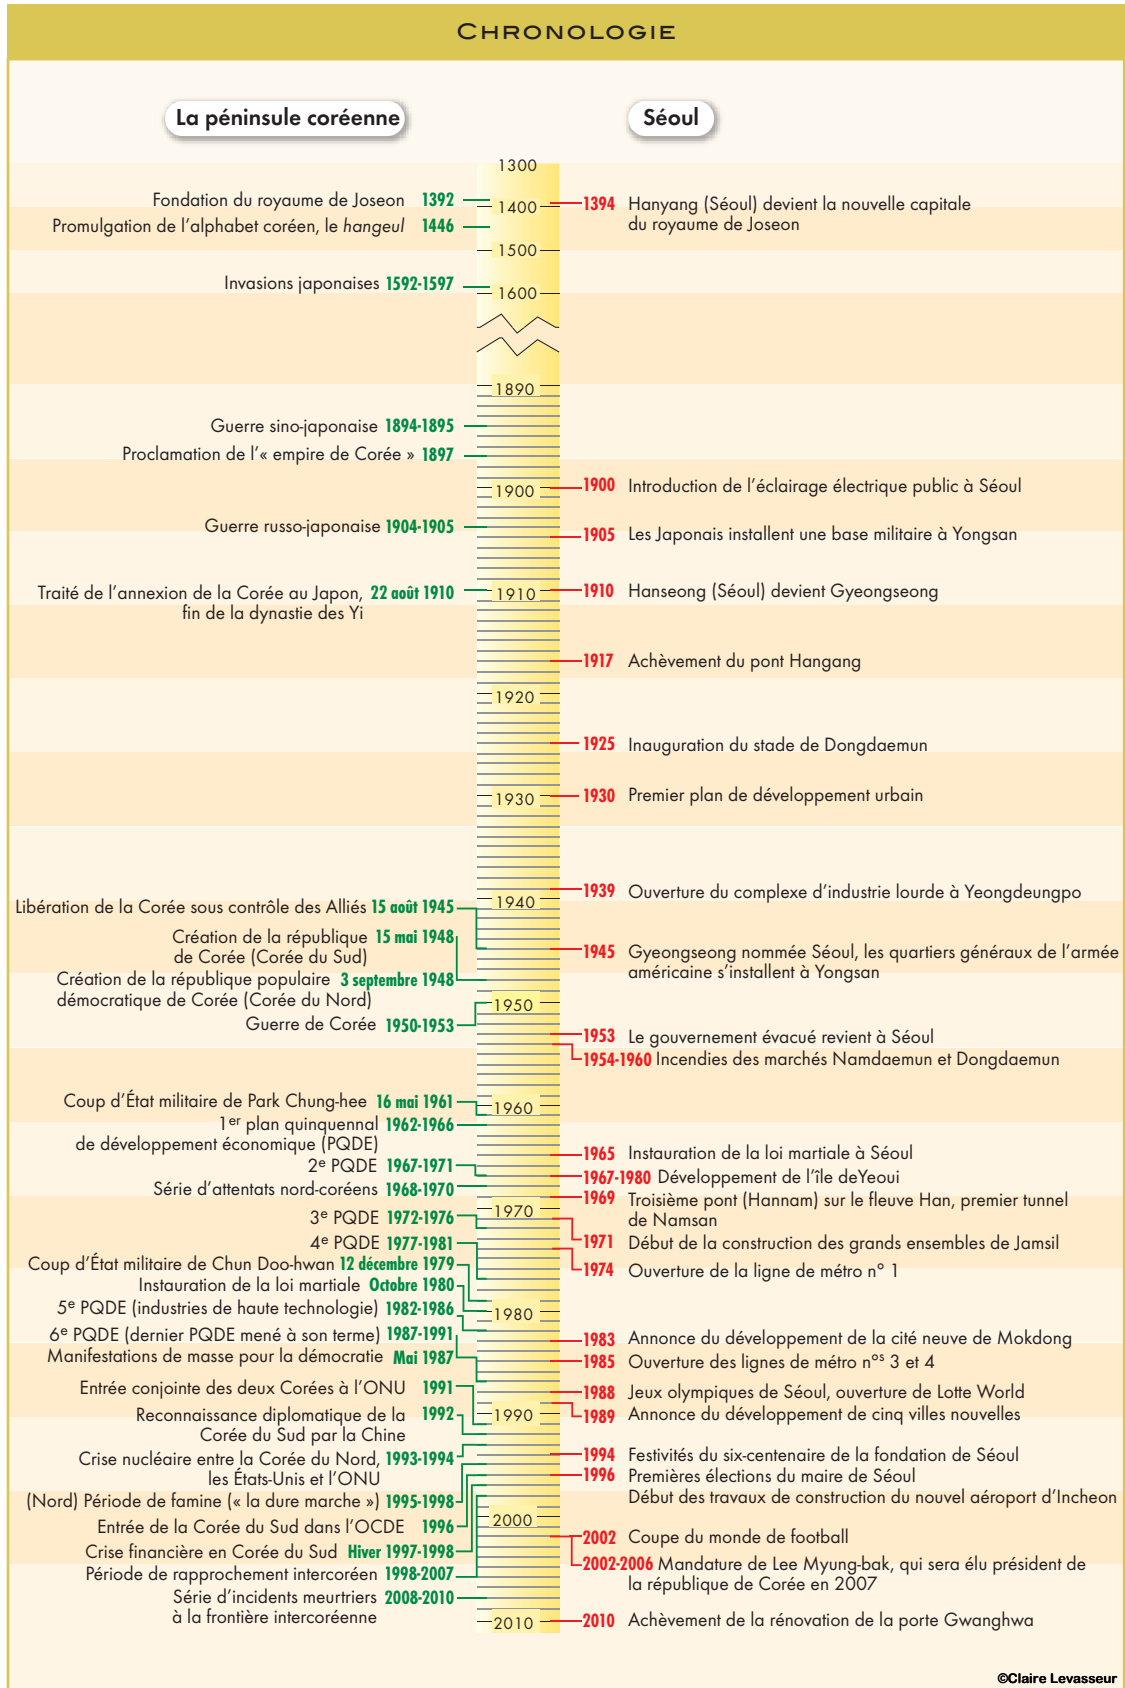 CHRONOLOGIE
La péninsule coréenne
Fondation du royaume de Joseon 1392
Promulgation de l'alphabet coréen, le hangeul 1446
Invasions japonaises 1592-1597
Guerre sino-japonaise 1894-1895
Proclamation de l'« empire de Corée » 1897
Guerre russo-japonaise 1904-1905
Traité de l'annexion de la Corée au Japon, 22 août 1910
fin de la dynastie des Yi
Libération de la Corée sous contrôle des Alliés 15 août 1945
Création de la république 15 mai 1948
de Corée (Corée du Sud)
Création de la république populaire 3 septembre 1948
démocratique de Corée (Corée du Nord)
Guerre de Corée 1950-1953
Coup d'État militaire de Park Chung-hee 16 mai 1961
1er plan quinquennal 1962-1966
de développement économique (PQDE)
2e PQDE 1967-1971
Série d'attentats nord-coréens 1968-1970
3e PQDE 1972-1976
4e PQDE 1977-1981
Coup d'État militaire de Chun Doo-hwan 12 décembre 1979
Instauration de la loi martiale Octobre 1980
5e PQDE (industries de haute technologie) 1982-1986
6e PQDE (dernier PQDE mené à son terme) 1987-1991
Manifestations de masse pour la démocratie Mai 1987
Entrée conjointe des deux Corées à l'ONU 1991
Reconnaissance diplomatique de la 1992
Corée du Sud par la Chine
Crise nucléaire entre la Corée du Nord, 1993-1994
les États-Unis et l'ONU
(Nord) Période de famine (« la dure marche ») 1995-1998
Entrée de la Corée du Sud dans l'OCDE 1996
Crise financière en Corée du Sud Hiver 1997-1998
Période de rapprochement intercoréen 1998-2007
Série d'incidents meurtriers 2008-2010
à la frontière intercoréenne
1300
1400
1500
1600
1890
1900
1910
1920
1930
1940
1950
1960
1970
1980
1990
2000
2010
Séoul
1394 Hanyang (Séoul) devient la nouvelle capitale
du royaume de Joseon
1900 Introduction de l'éclairage électrique public à Séoul
1905 Les Japonais installent une base militaire à Yongsan
1910 Hanseong (Séoul) devient Gyeongseong
1917 Achèvement du pont Hangang
1925 Inauguration du stade de Dongdaemun
1930 Premier plan de développement urbain
1939 Ouverture du complexe d'industrie lourde à Yeongdeungpo
1945 Gyeongseong nommée Séoul, les quartiers généraux de l'armée
américaine s'installent à Yongsan
1953 Le gouvernement évacué revient à Séoul
1954-1960 Incendies des marchés Namdaemun et Dongdaemun
1965 Instauration de la loi martiale à Séoul
1967-1980 Développement de l'île deYeoui
1969 Troisième pont (Hannam) sur le fleuve Han, premier tunnel
de Namsan
1971 Début de la construction des grands ensembles de Jamsil
1974 Ouverture de la ligne de métro n° 1
1983 Annonce du développement de la cité neuve de Mokdong
1985 Ouverture des lignes de métro nos 3 et 4
1988 Jeux olympiques de Séoul, ouverture de Lotte World
1989 Annonce du développement de cinq villes nouvelles
1994 Festivités du six-centenaire de la fondation de Séoul
1996 Premières élections du maire de Séoul
Début des travaux de construction du nouvel aéroport d'Incheon
2002 Coupe du monde de football
2002-2006 Mandature de Lee Myung-bak, qui sera élu président de
la république de Corée en 2007
2010 Achèvement de la rénovation de la porte Gwanghwa
©Claire Levasseur